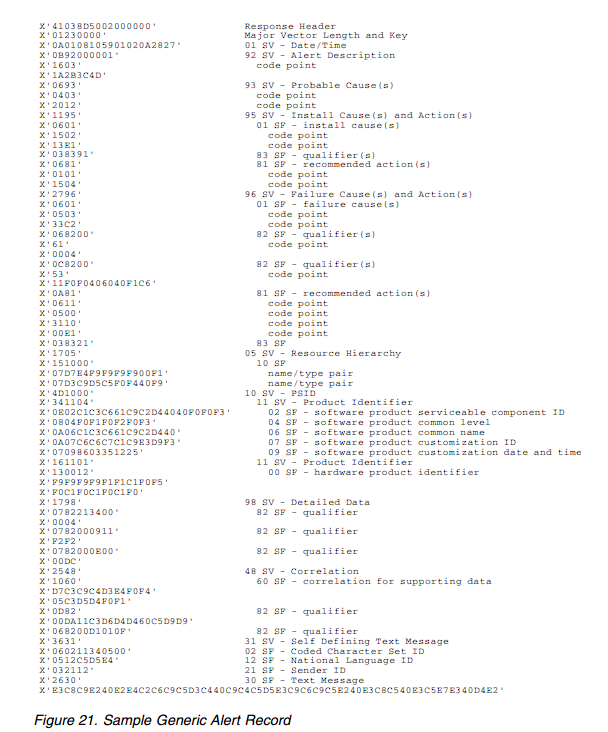 X'41038D5002000000' Response Header
X'01230000' Major Vector Length and Key
X'0A0108105901020A2827' 01 SV - Date/Time
X'0B92000001' 92 SV - Alert Description
X'1603' code point
X'1A2B3C4D'
X'0693' 93 SV - Probable Cause(s)
X'0403' code point
X'2012' code point
X'1195' 95 SV - Install Cause(s) and Action(s)
X'0601' 01 SF - install cause(s)
X'1502' code point
X'13E1' code point
X'038391' 83 SF - qualifier(s)
X'0681' 81 SF - recommended action(s)
X'0101' code point
X'1504' code point
X'2796' 96 SV - Failure Cause(s) and Action(s)
X'0601' 01 SF - failure cause(s)
X'0503' code point
X'33C2' code point
X'068200' 82 SF - qualifier(s)
X'61' code point
X'0004'
X'0C8200' 82 SF - qualifier(s)
X'53' code point
X'11F0F0406040F1C6'
X'0A81' 81 SF - recommended action(s)
X'0611' code point
X'0500' code point
X'3110' code point
X'00E1' code point
X'038321' 83 SF
X'1705' 05 SV - Resource Hierarchy
X'151000' 10 SF
X'07D7E4F9F9F9F900F1' name/type pair
X'07D3C9D5C5F0F440F9' name/type pair
X'4D1000' 10 SV - PSID
X'341104' 11 SV - Product Identifier
X'0E02C1C3C661C9C2D44040F0F0F3' 02 SF - software product serviceable component ID
X'0804F0F1F0F2F0F3' 04 SF - software product common level
X'0A06C1C3C661C9C2D440' 06 SF - software product common name
X'0A07C6C6C7C1C9E3D9F3' 07 SF - software product customization ID
X'07098603351225' 09 SF - software product customization date and time
X'161101' 11 SV - Product Identifier
X'130012' 00 SF - hardware product identifier
X'F9F9F9F9F1F1C1F0F5'
X'F0C1F0C1F0C1F0'
X'1798' 98 SV - Detailed Data
X'0782213400' 82 SF - qualifier
X'0004'
X'0782000911' 82 SF - qualifier
X'F2F2'
X'0782000E00' 82 SF - qualifier
X'00DC'
X'2548' 48 SV - Correlation
X'1060' 60 SF - correlation for supporting data
X'D7C3C9C4D3E4F0F4'
X'05C3D5D4F0F1'
X'0D82' 82 SF - qualifier
X'00DA11C3D6D4D460C5D9D9'
X'068200D1010F' 82 SF - qualifier
X'3631' 31 SV - Self Defining Text Message
X'060211340500' 02 SF - Coded Character Set ID
X'0512C5D5E4' 12 SF - National Language ID
X'032112' 21 SF - Sender ID
X'2630' 30 SF - Text Message
X'E3C8C9E240E2E4C2C6C9C5D3C440C9C4C5D5E3C9C6C9C5E240E3C8C540E3C5E7E340D4E2'
Figure 21. Sample Generic Alert Record